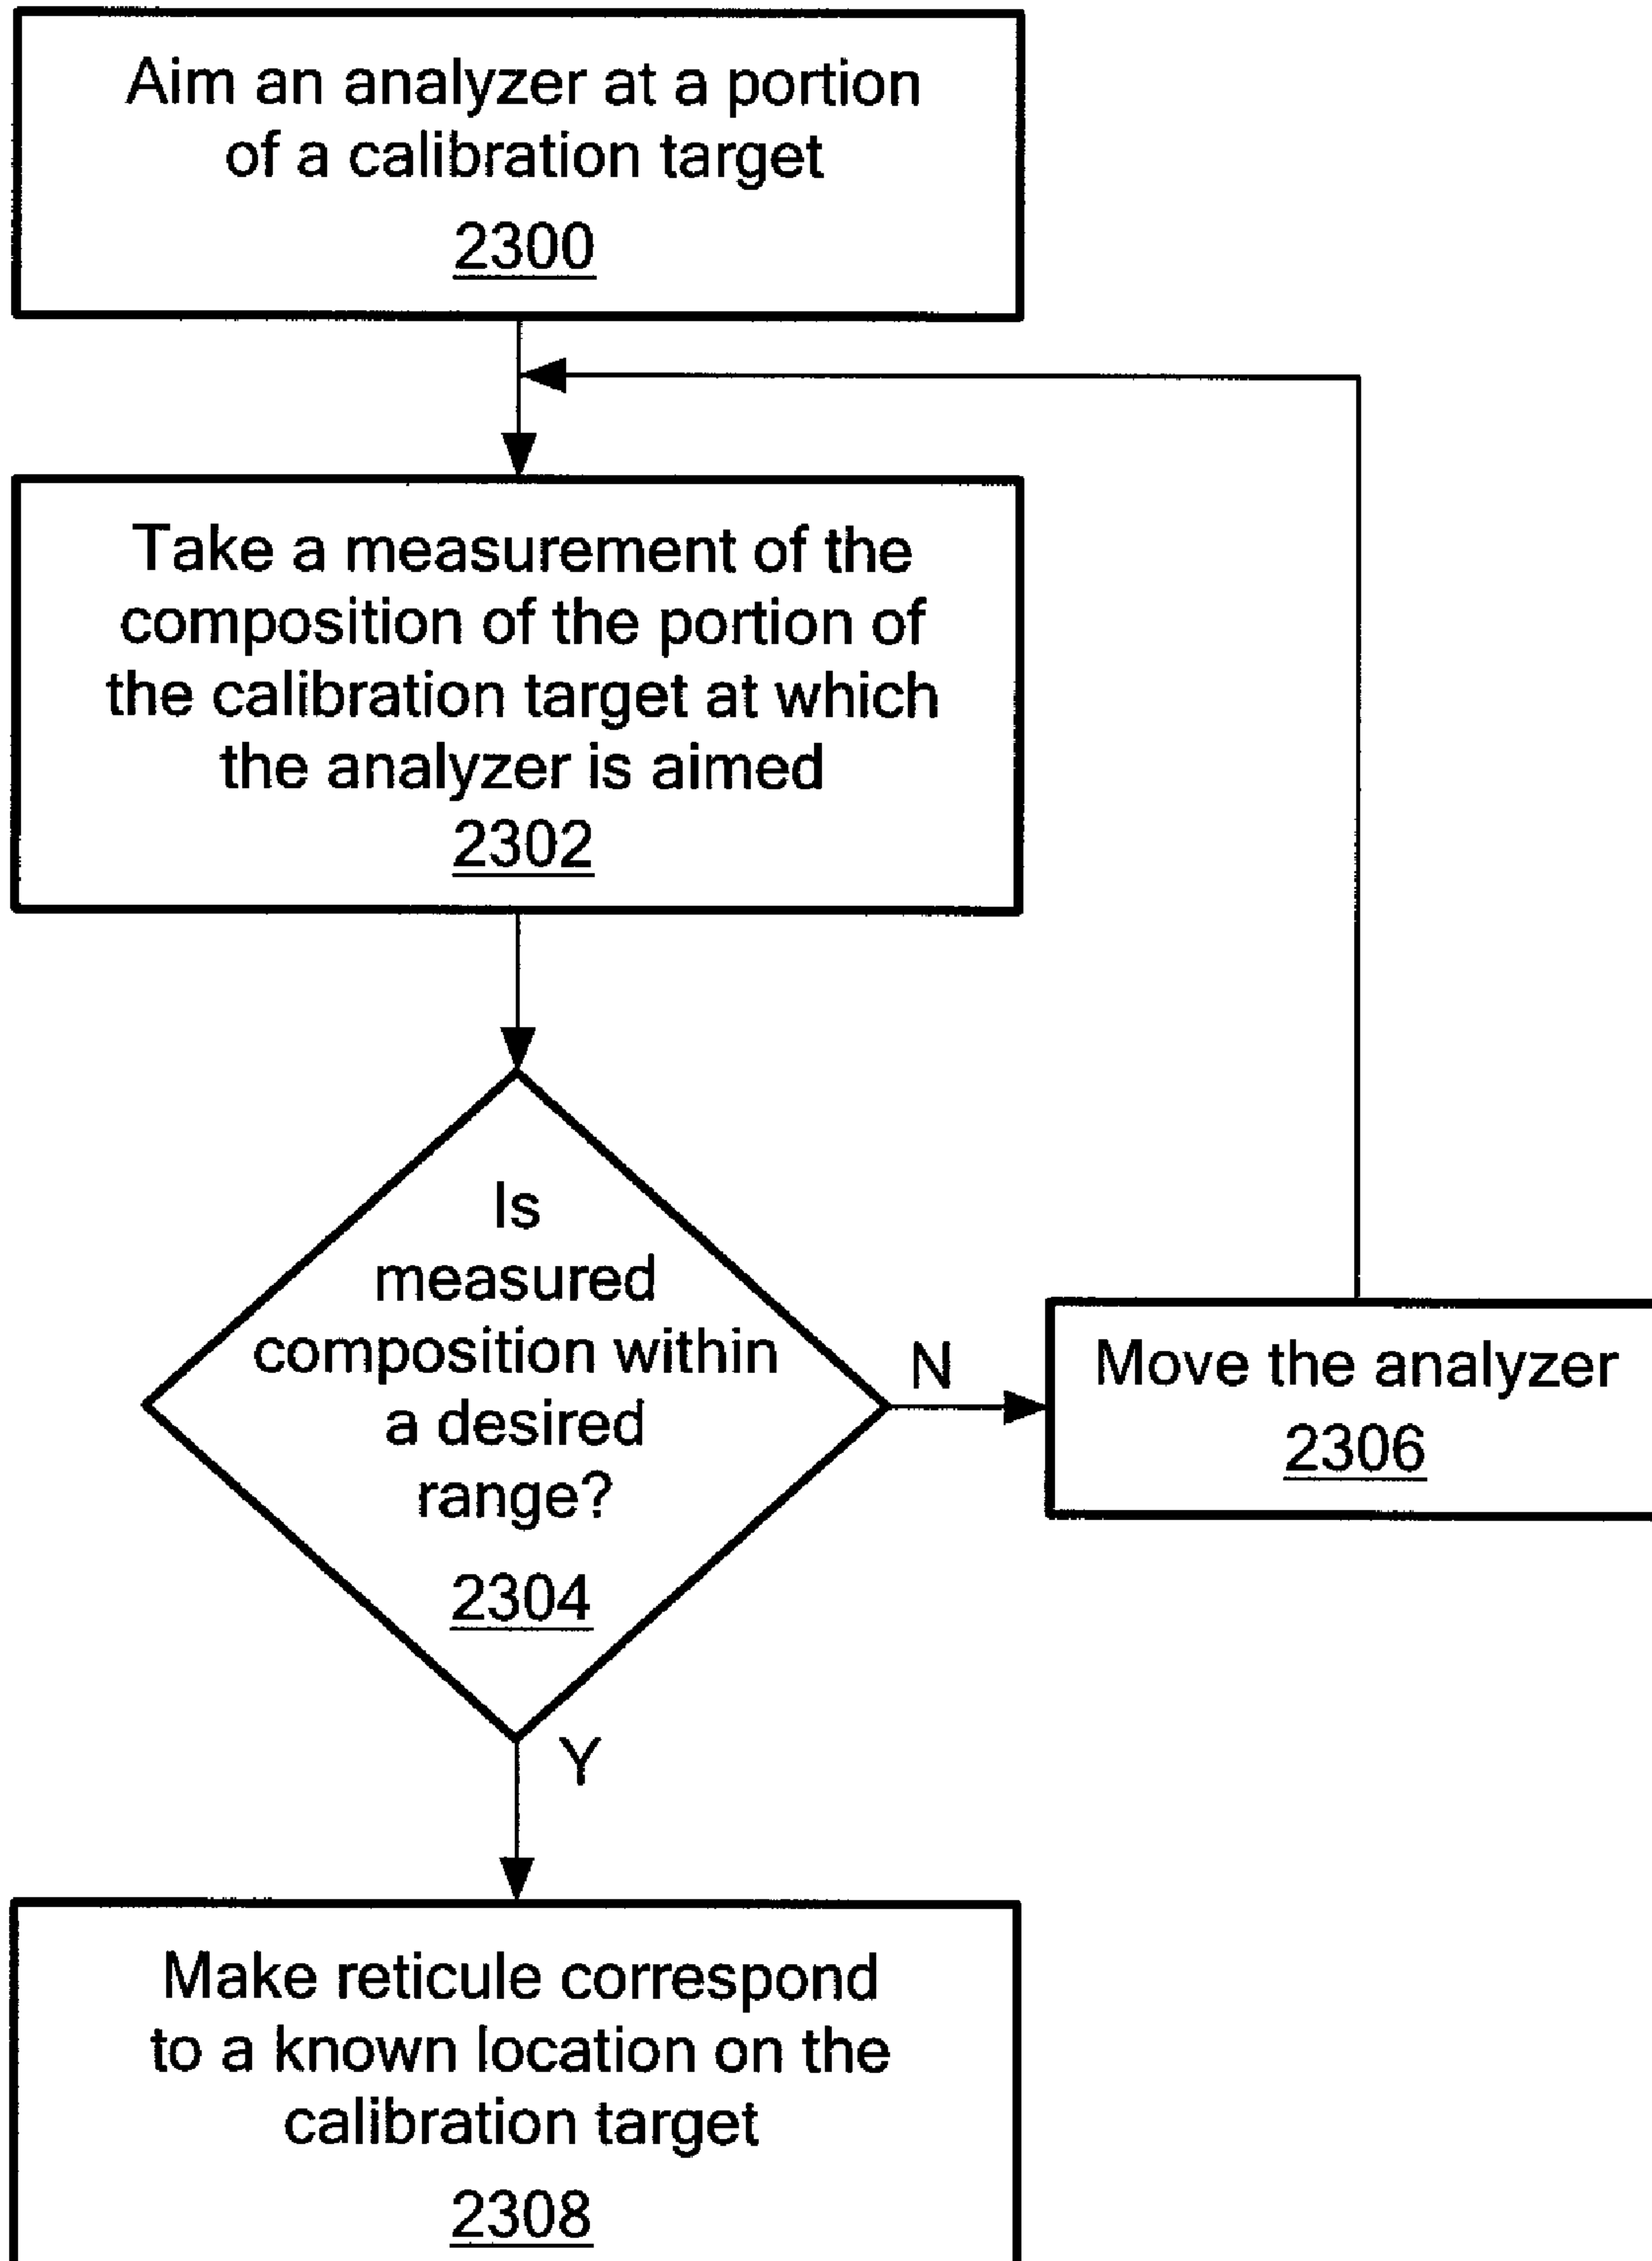 Aim an analyzer at a portion
of a calibration target
2300
Take a measurement of the
composition of the portion of
the calibration target at which
the analyzer is aimed
2302
Is
measured
composition within
a desired
range?
2304
N
Move the analyzer
2306
Y
Make reticule correspond
to a known location on the
calibration target
2308